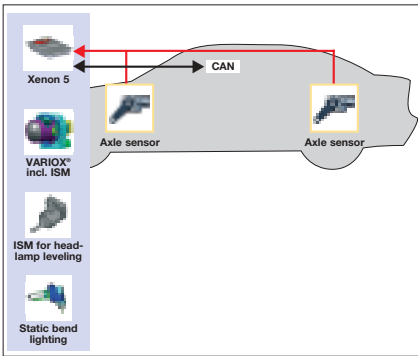 Xenon 5
CAN
Axle sensor
Axle sensor
VARIOX®
incl. ISM
ISM for head-
lamp leveling
Static bend
lighting